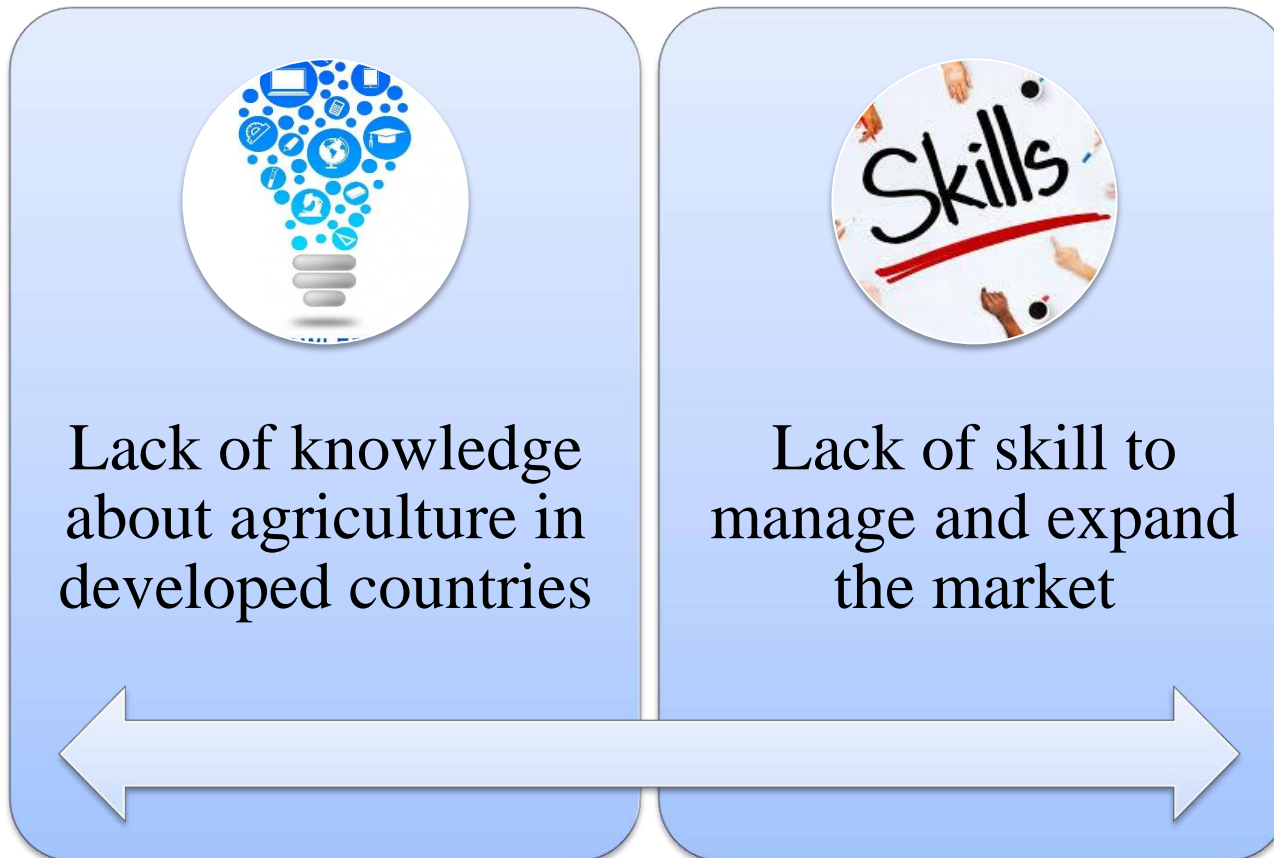 Skills
Lack of knowledge
about agriculture in
developed countries
Lack of skill to
manage and expand
the market